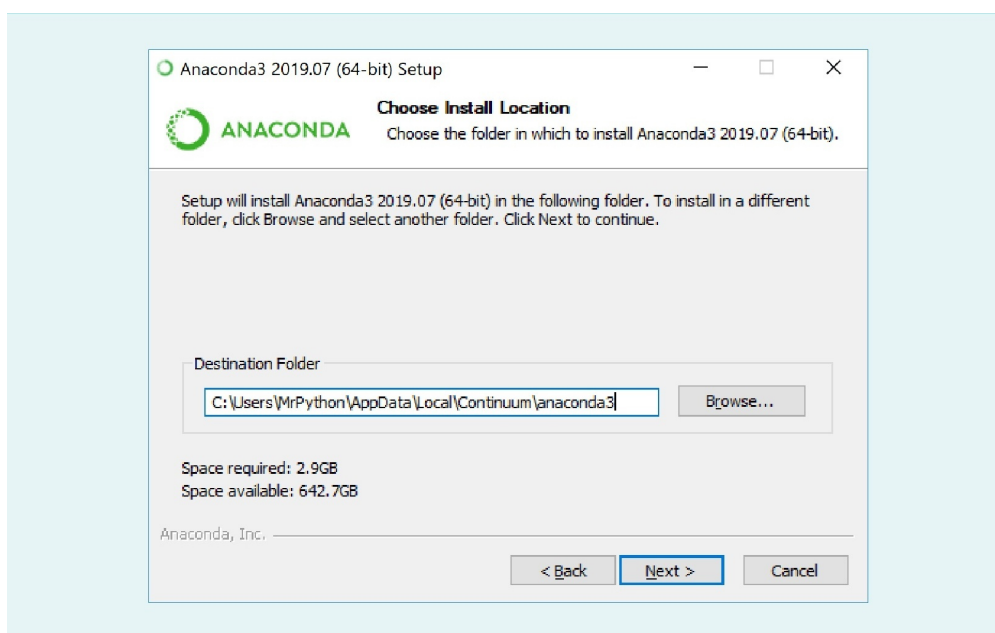 Anaconda3 2019.07 (64-bit) Setup
ANACONDA
Choose Install Location
Choose the folder in which to install Anaconda3 2019.07 (64-bit).
Setup will install Anaconda3 2019.07 (64-bit) in the following folder. To install in a different
folder, click Browse and select another folder. Click Next to continue.
Destination Folder
C:\Users\MrPython\AppData\Local\Continuum\anaconda3
Browse...
Space required: 2.9GB
Space available: 642.7GB
Anaconda, Inc.
< Back
Next >
Cancel